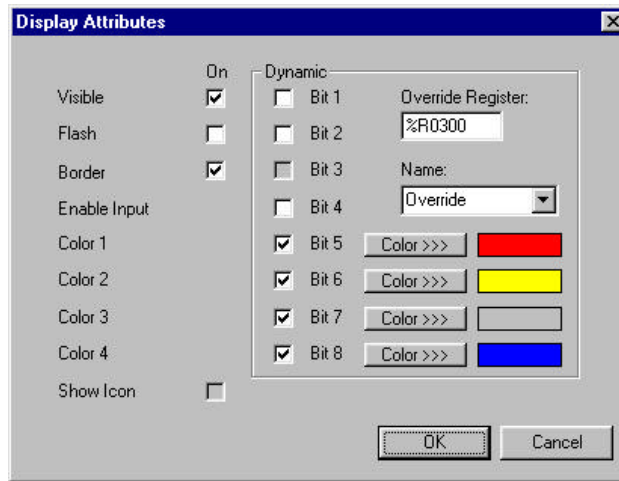 Display Attributes
On Dynamic
Visible Bit 1 Override Register:
Flash Bit 2 %R0300
Border Bit 3 Name:
Enable Input Bit 4 Override
Color 1 Bit 5 Color >>>
Color 2 Bit 6 Color >>>
Color 3 Bit 7 Color >>>
Color 4 Bit 8 Color >>>
Show Icon
OK Cancel